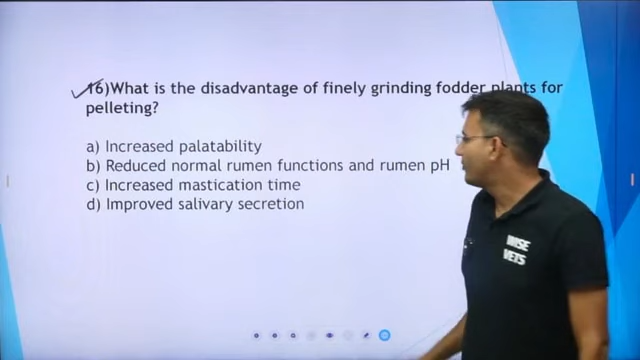 16)What is the disadvantage of finely grinding fodder plants for
pelleting?
a) Increased palatability
b) Reduced normal rumen functions and rumen pH
c) Increased mastication time
d) Improved salivary secretion
WISE
VETS